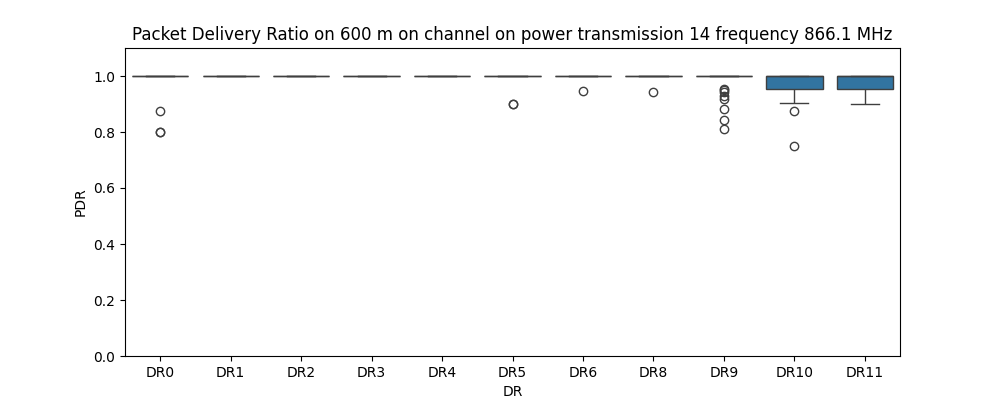 Packet Delivery Ratio on 600 m on channel on power transmission 14 frequency 866.1 MHz
1.0
0.8
0.6
0.4
0.2
0.0
PDR
DR0 DR1 DR2 DR3 DR4 DR5 DR6 DR8 DR9 DR10 DR11
DR